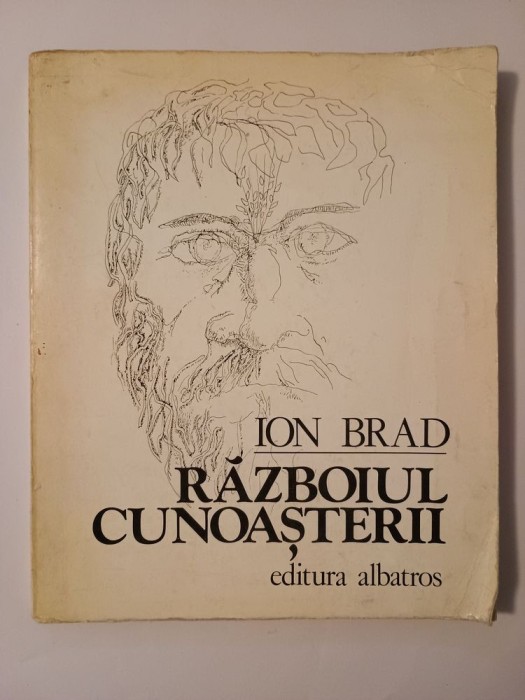 ION BRAD
RĂZBOIUL
CUNOAȘTERII
editura albatros